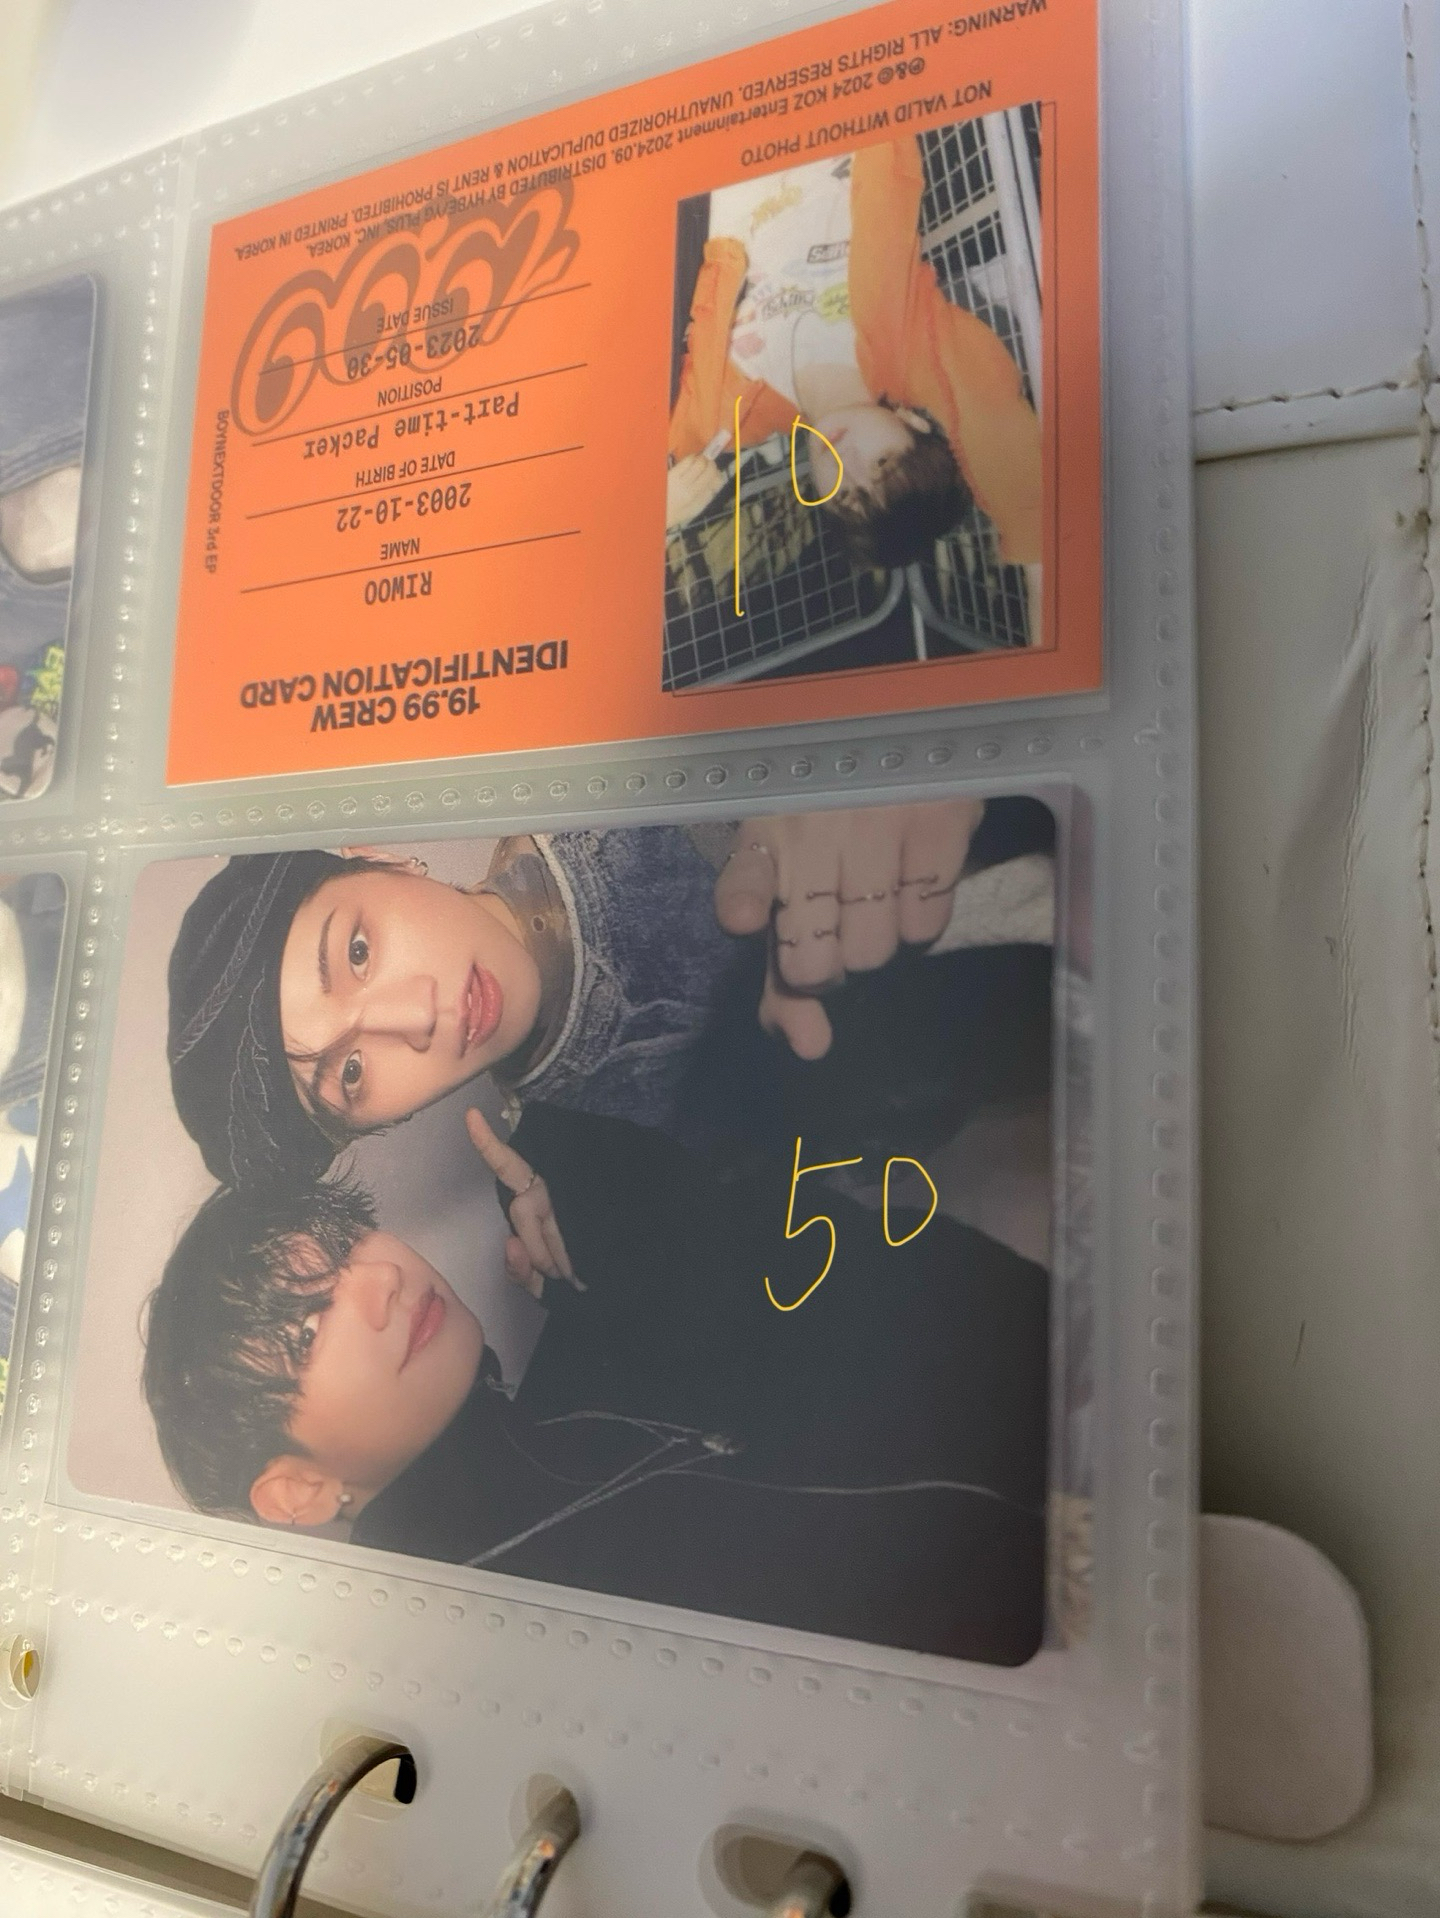 19.99 CREW
IDENTIFICATION CARD
RIWOO
NAME
2003-10-22
DATE OF BIRTH
Part-time Packer
POSITION
2023-05-30
ISSUE DATE
BOYNEXTDOOR 3rd EP
NOT VALID WITHOUT PHOTO
℗&© 2024 KOZ Entertainment 2024.09. DISTRIBUTED BY HYBE/YG PLUS, INC. KOREA.
WARNING: ALL RIGHTS RESERVED. UNAUTHORIZED DUPLICATION & RENT IS PROHIBITED. PRINTED IN KOREA.
10
50